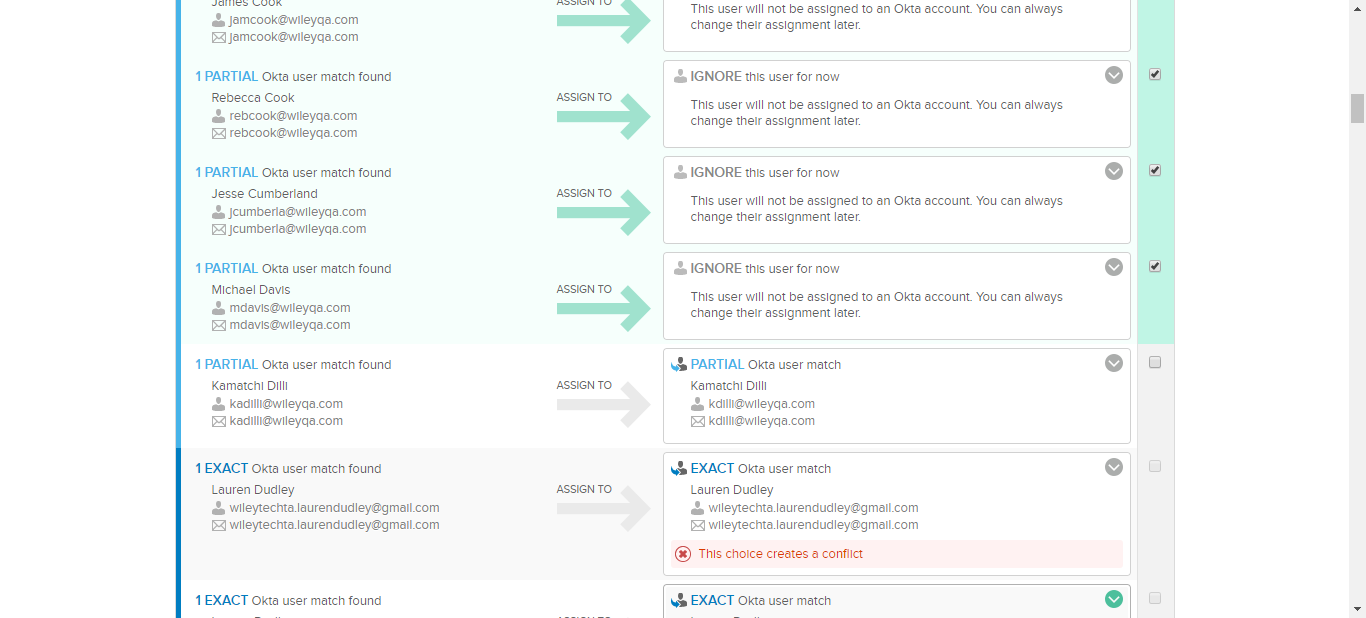 James Cook
jamcook@wileyqa.com
jamcook@wileyqa.com
ASSIGN TO
This user will not be assigned to an Okta account. You can always
change their assignment later.
1 PARTIAL Okta user match found
Rebecca Cook
rebcook@wileyqa.com
rebcook@wileyqa.com
ASSIGN TO
IGNORE this user for now
This user will not be assigned to an Okta account. You can always
change their assignment later.
1 PARTIAL Okta user match found
Jesse Cumberland
jcumberla@wileyqa.com
jcumberla@wileyqa.com
ASSIGN TO
IGNORE this user for now
This user will not be assigned to an Okta account. You can always
change their assignment later.
1 PARTIAL Okta user match found
Michael Davis
mdavis@wileyqa.com
mdavis@wileyqa.com
ASSIGN TO
IGNORE this user for now
This user will not be assigned to an Okta account. You can always
change their assignment later.
1 PARTIAL Okta user match found
Kamatchi Dilli
kadilli@wileyqa.com
kadilli@wileyqa.com
ASSIGN TO
PARTIAL Okta user match
Kamatchi Dilli
kdilli@wileyqa.com
kdilli@wileyqa.com
1 EXACT Okta user match found
Lauren Dudley
wileytechta.laurendudley@gmail.com
wileytechta.laurendudley@gmail.com
ASSIGN TO
EXACT Okta user match
Lauren Dudley
wileytechta.laurendudley@gmail.com
wileytechta.laurendudley@gmail.com
This choice creates a conflict
1 EXACT Okta user match found
EXACT Okta user match